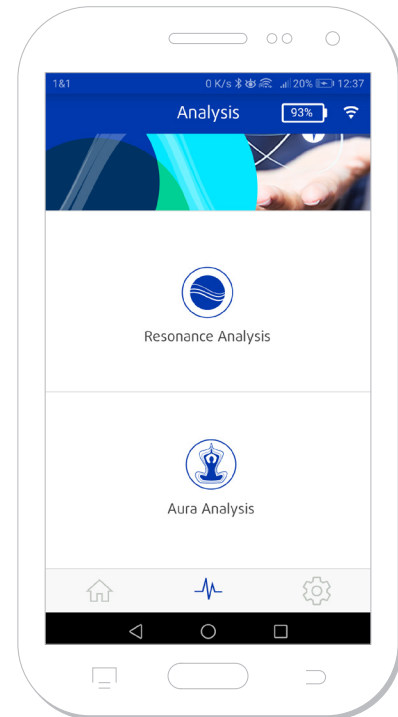 1&1 0 K/s 20% 12:37
Analysis 93%
Resonance Analysis
Aura Analysis